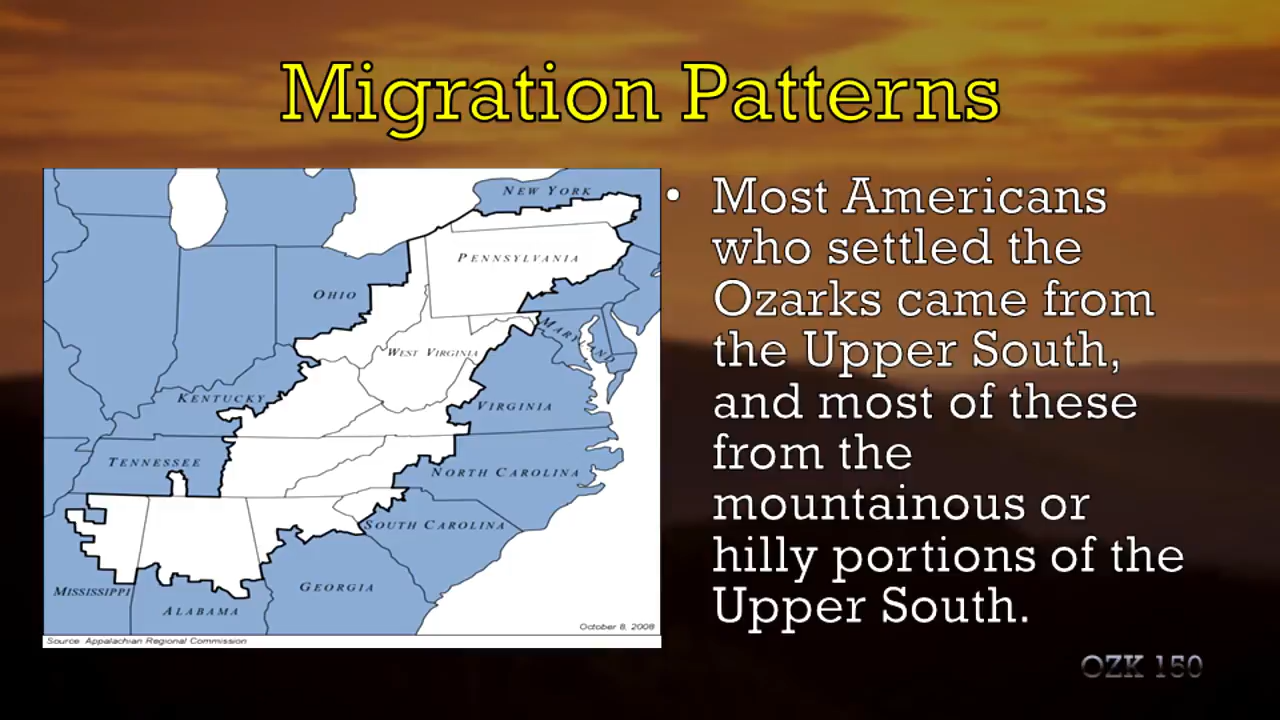 Migration Patterns
NEW YORK
PENNSYLVANIA
OHIO
MARYLAND
WEST VIRGINIA
KENTUCKY
VIRGINIA
TENNESSEE
NORTH CAROLINA
SOUTH CAROLINA
MISSISSIPPI
ALABAMA
GEORGIA
October 8, 2008
Source: Appalachian Regional Commission
• Most Americans
who settled the
Ozarks came from
the Upper South,
and most of these
from the
mountainous or
hilly portions of the
Upper South.
OZK 150